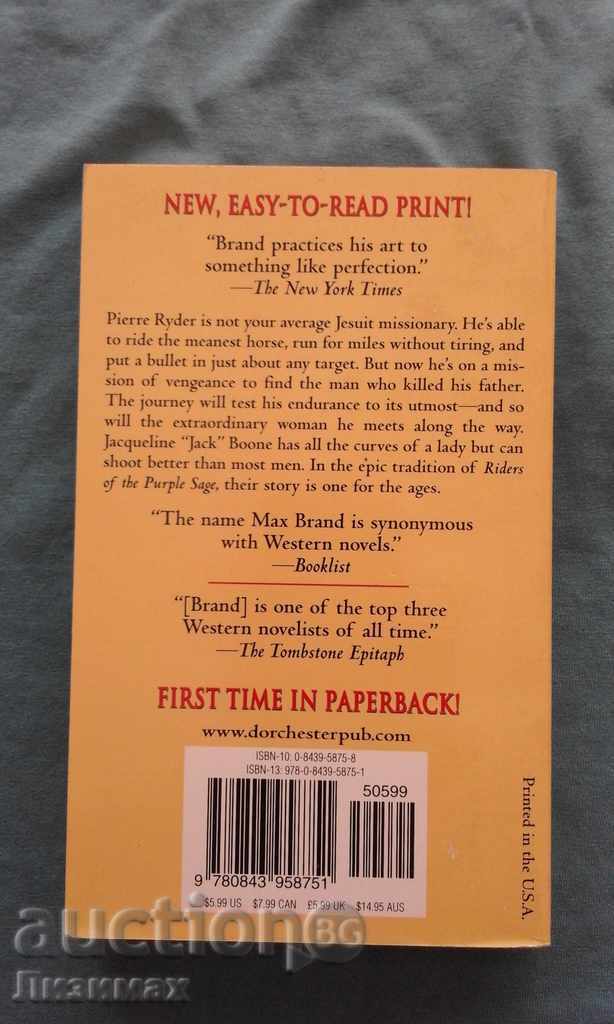 NEW, EASY-TO-READ PRINT!
“Brand practices his art to
something like perfection.”
—The New York Times
Pierre Ryder is not your average Jesuit missionary. He’s able
to ride the meanest horse, run for miles without tiring, and
put a bullet in just about any target. But now he’s on a mis-
sion of vengeance to find the man who killed his father.
The journey will test his endurance to its utmost—and so
will the extraordinary woman he meets along the way.
Jacqueline “Jack” Boone has all the curves of a lady but can
shoot better than most men. In the epic tradition of Riders
of the Purple Sage, their story is one for the ages.
“The name Max Brand is synonymous
with Western novels.”
—Booklist
“[Brand] is one of the top three
Western novelists of all time.”
—The Tombstone Epitaph
FIRST TIME IN PAPERBACK!
www.dorchesterpub.com
ISBN-10: 0-8439-5875-8
ISBN-13: 978-0-8439-5875-1
50599
9 780843 958751
$5.99 US $7.99 CAN £5.99 UK $14.95 AUS
Printed in the U.S.A.
auctionBG
Лизимах